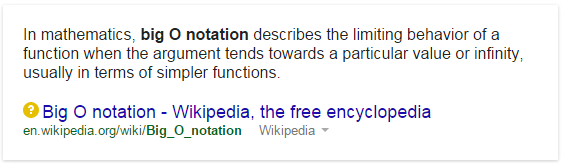 In mathematics, big O notation describes the limiting behavior of a
function when the argument tends towards a particular value or infinity,
usually in terms of simpler functions.
? Big O notation - Wikipedia, the free encyclopedia
en.wikipedia.org/wiki/Big_O_notation Wikipedia